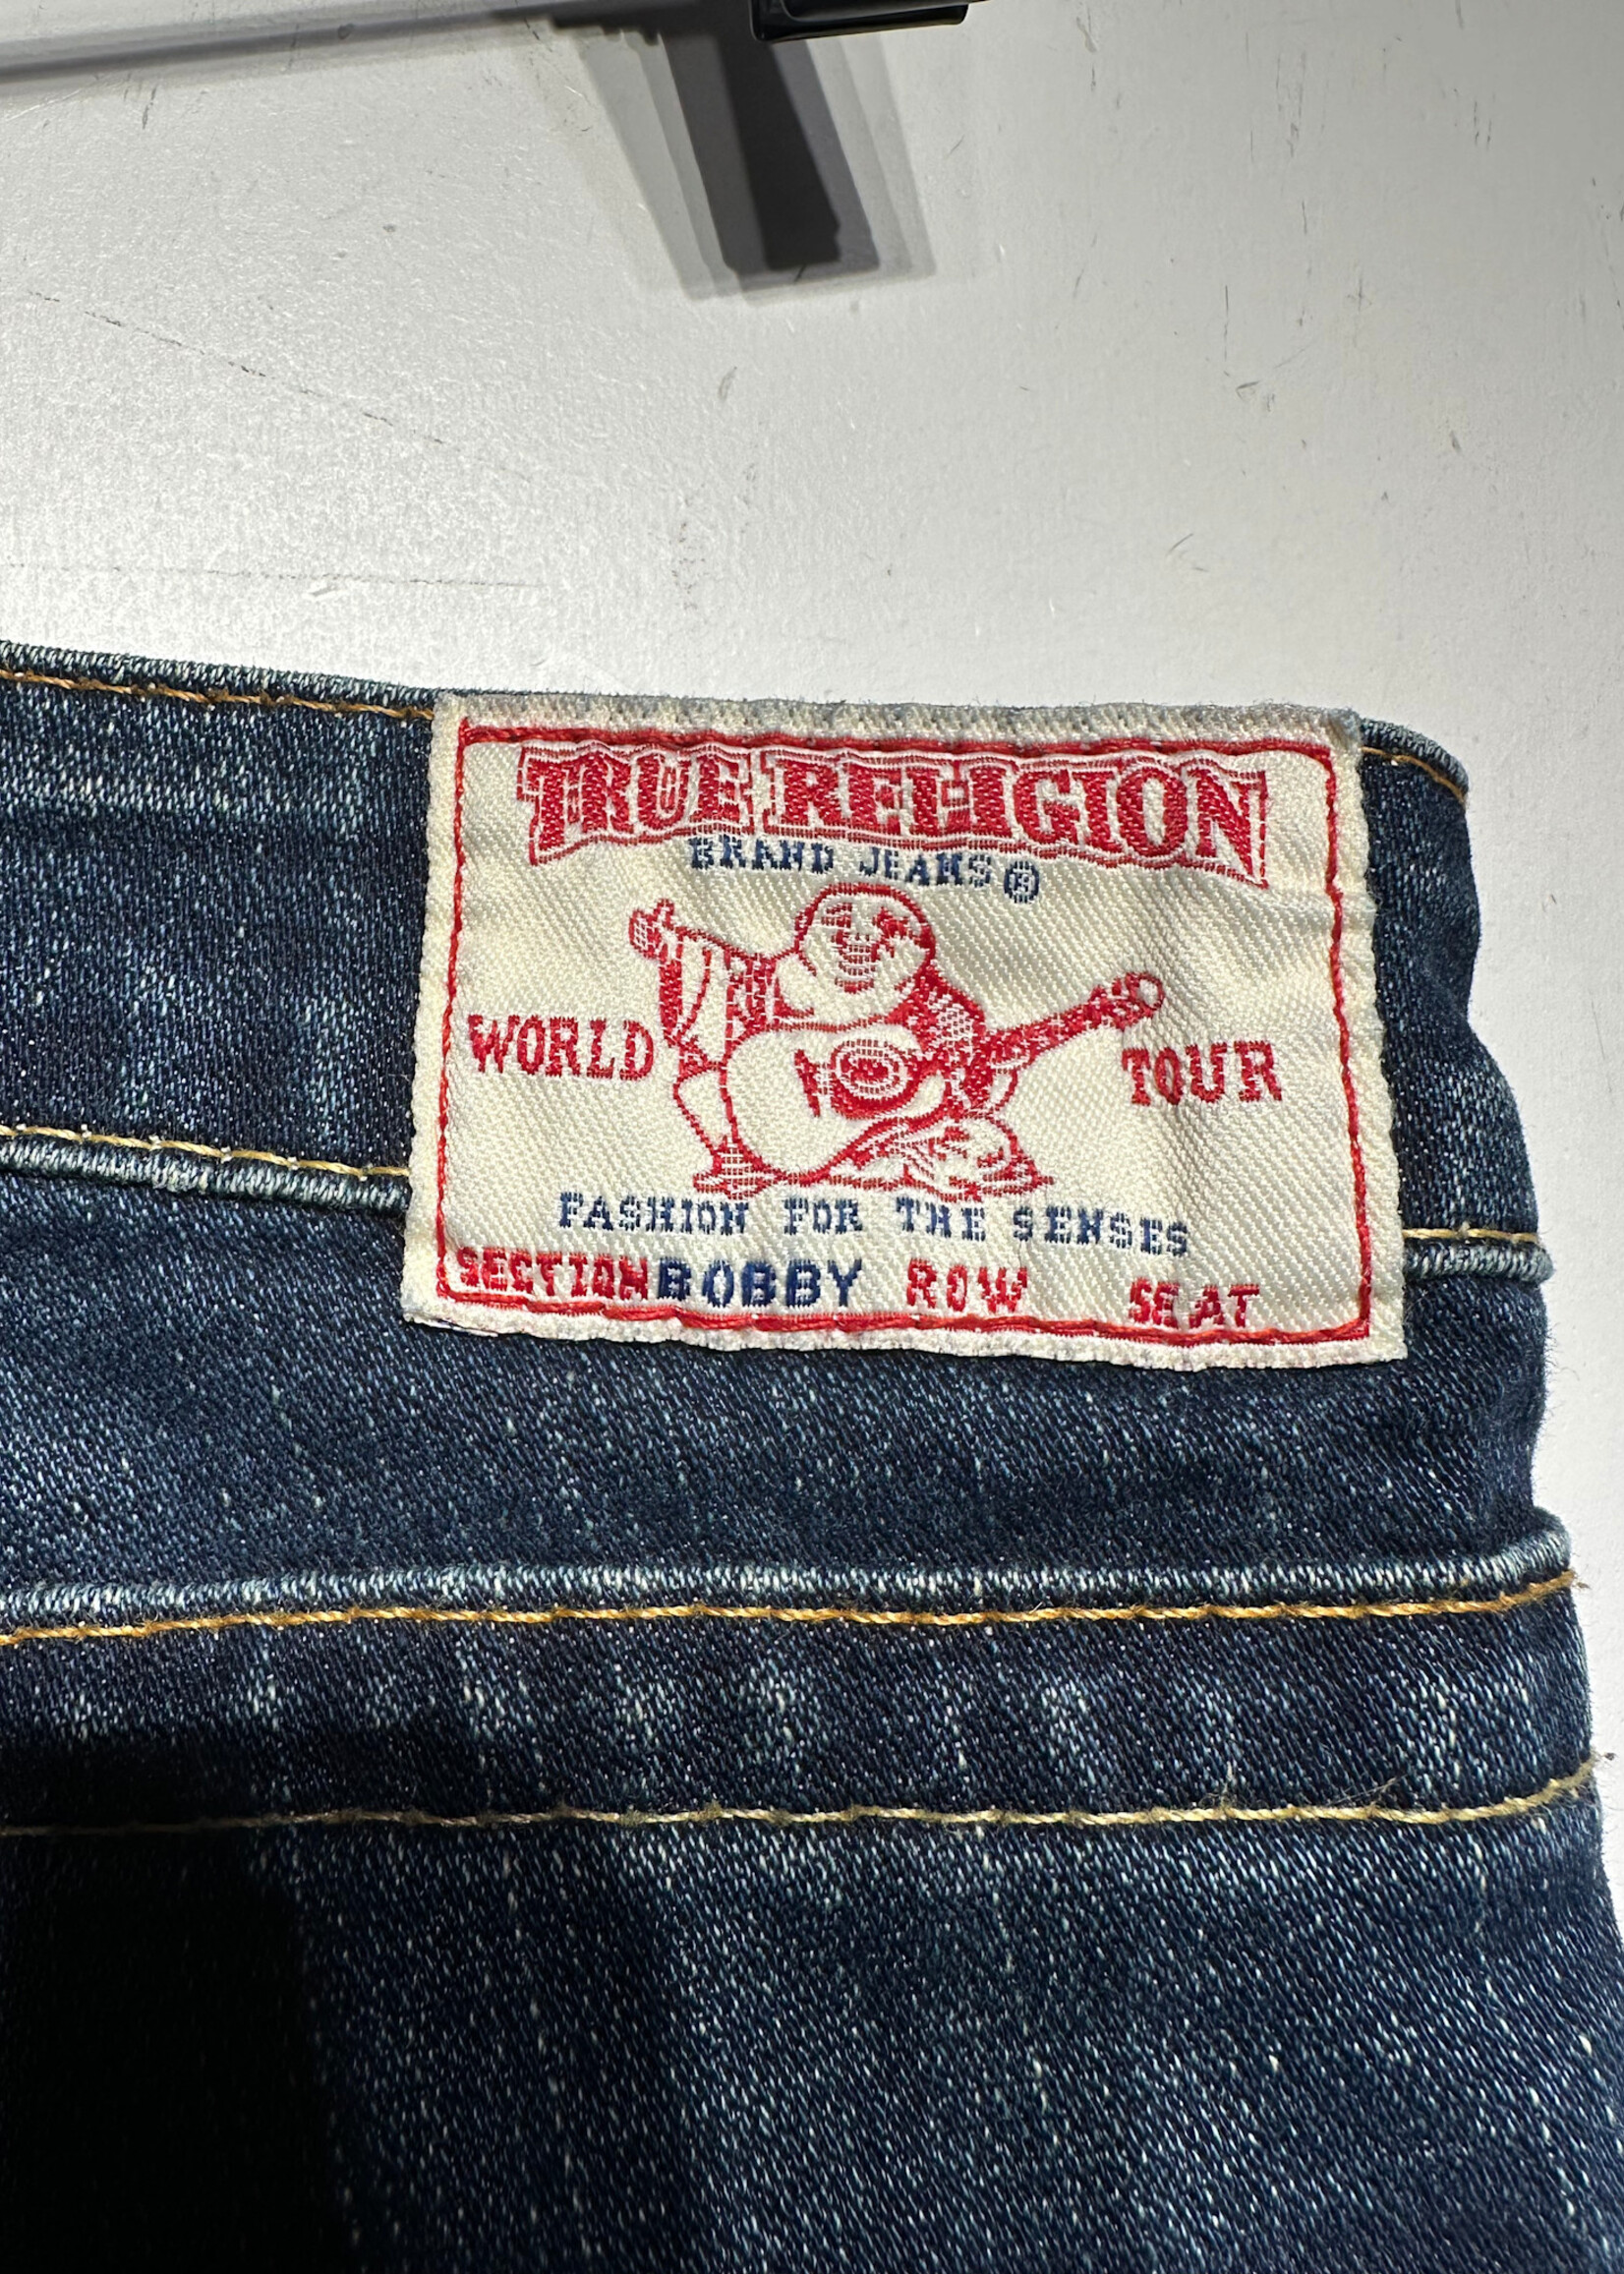 TRUE RELIGION
BRAND JEANS®
WORLD TOUR
FASHION FOR THE SENSES
SECTION BOBBY ROW SEAT